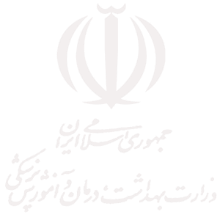 جمهوری اسلامی ایران
وزارت بهداشت، درمان و آموزش پزشکی